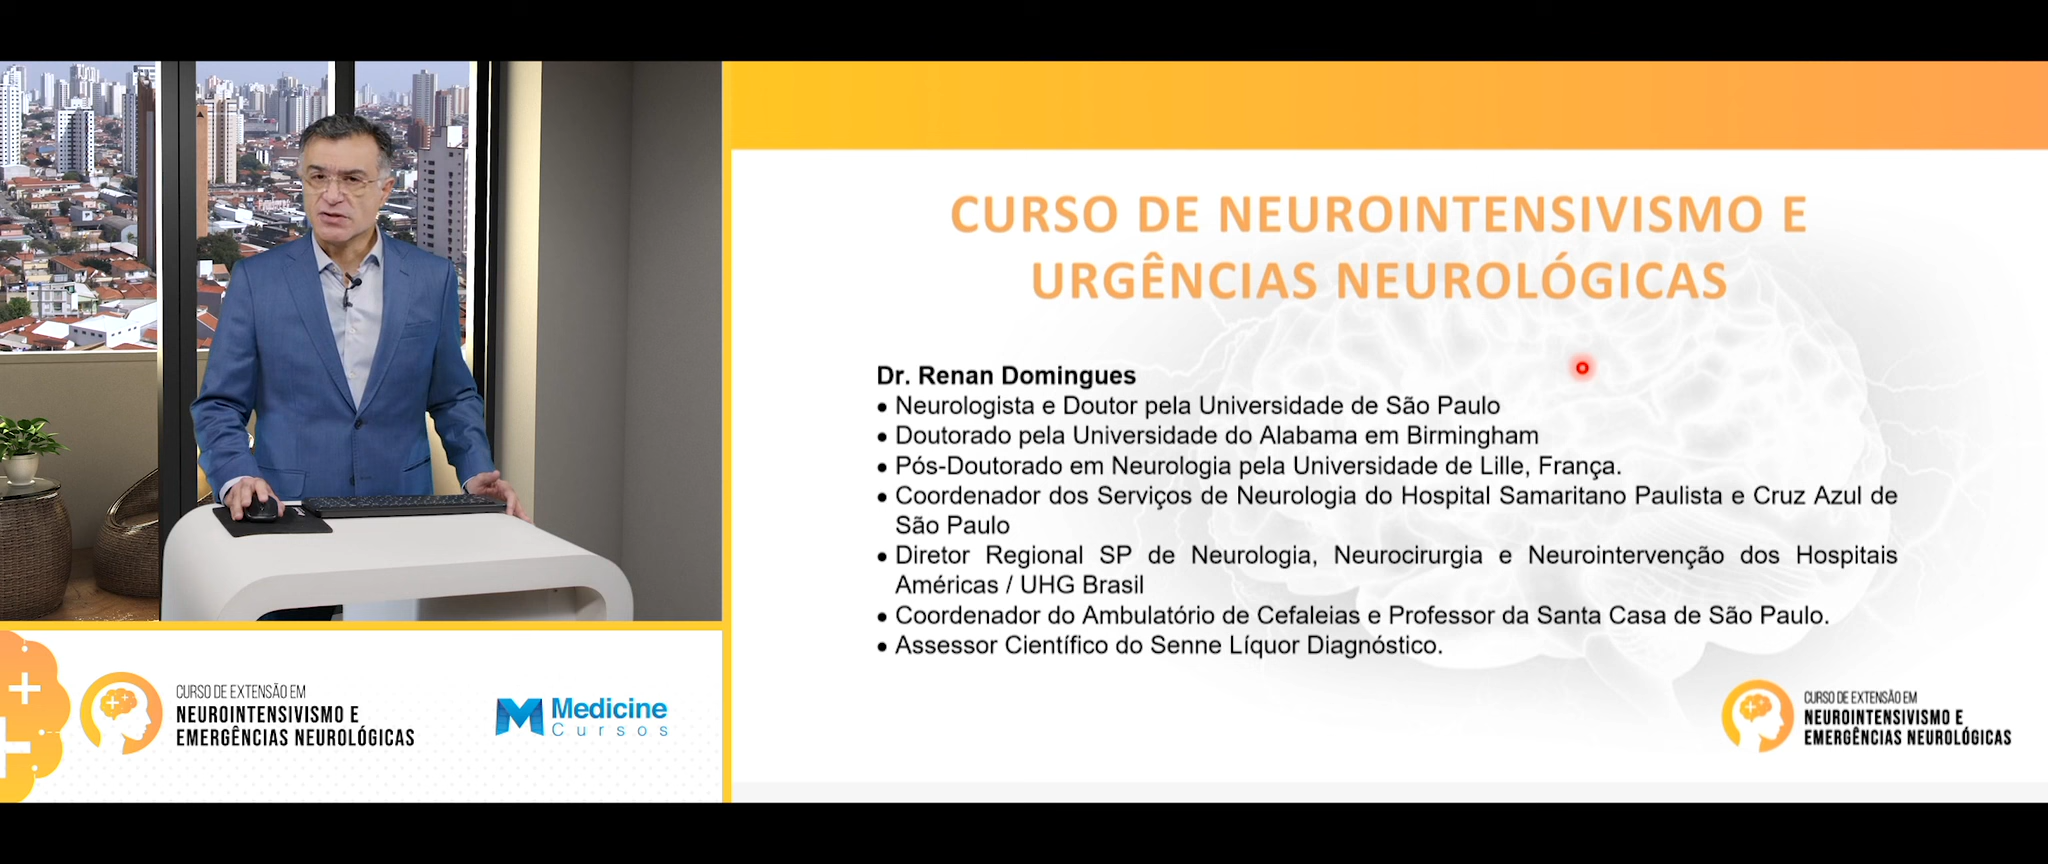 CURSO DE NEUROINTENSIVISMO E
URGÊNCIAS NEUROLÓGICAS
Dr. Renan Domingues
• Neurologista e Doutor pela Universidade de São Paulo
• Doutorado pela Universidade do Alabama em Birmingham
• Pós-Doutorado em Neurologia pela Universidade de Lille, França.
• Coordenador dos Serviços de Neurologia do Hospital Samaritano Paulista e Cruz Azul de
São Paulo
• Diretor Regional SP de Neurologia, Neurocirurgia e Neurointervenção dos Hospitais
Américas / UHG Brasil
• Coordenador do Ambulatório de Cefaleias e Professor da Santa Casa de São Paulo.
• Assessor Científico do Senne Líquor Diagnóstico.
CURSO DE EXTENSÃO EM
NEUROINTENSIVISMO E
EMERGÊNCIAS NEUROLÓGICAS
Medicine
Cursos
CURSO DE EXTENSÃO EM
NEUROINTENSIVISMO E
EMERGÊNCIAS NEUROLÓGICAS